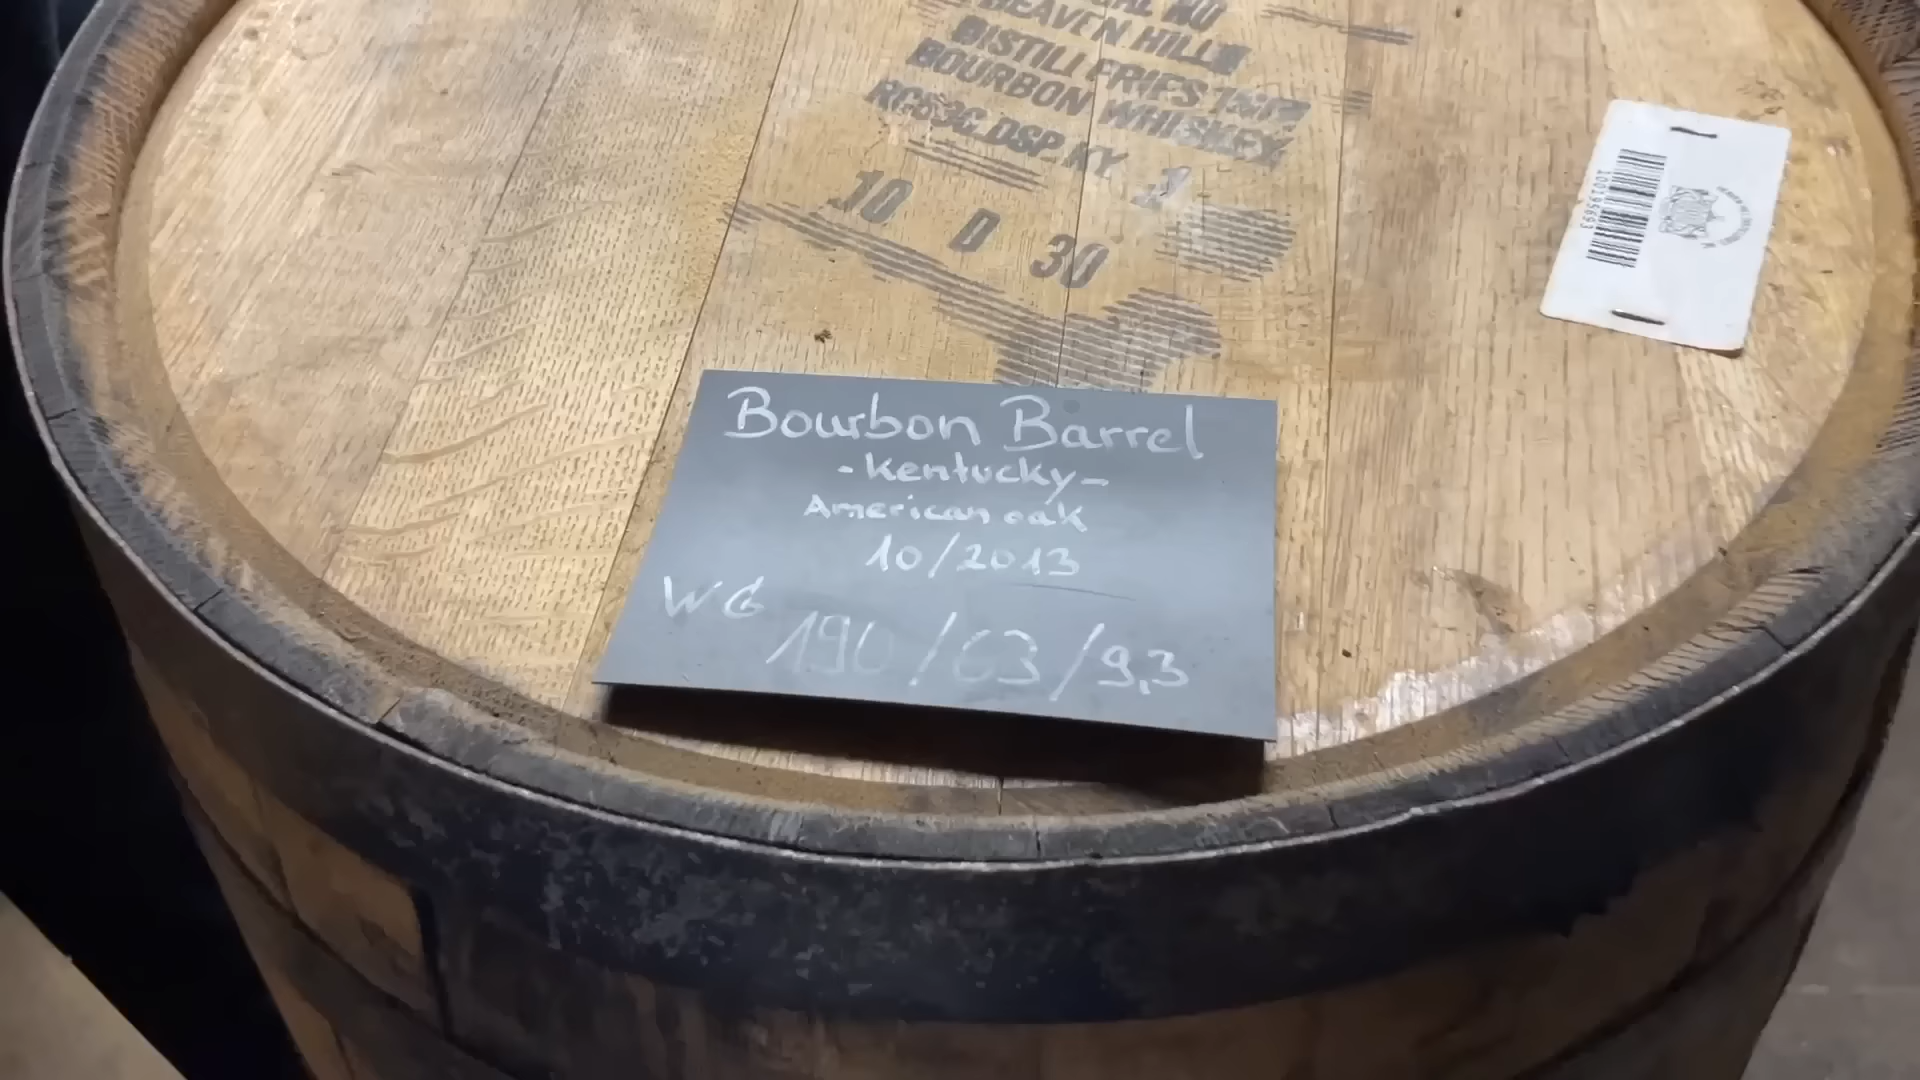 HEAVEN HILL
DISTILLERIES
BOURBON WHISKEY
DSP. KY
10 D 30
Bourbon Barrel
- Kentucky -
American oak
10/2013
WG
190/63/9,3